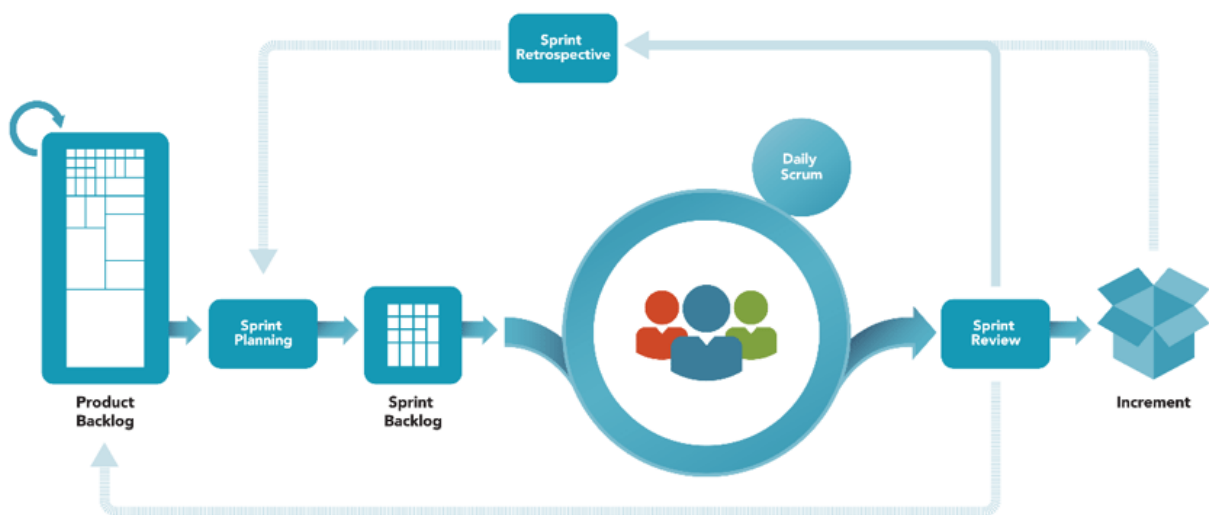 Sprint
Retrospective
Daily
Scrum
Sprint
Planning
Sprint
Review
Product
Backlog
Sprint
Backlog
Increment